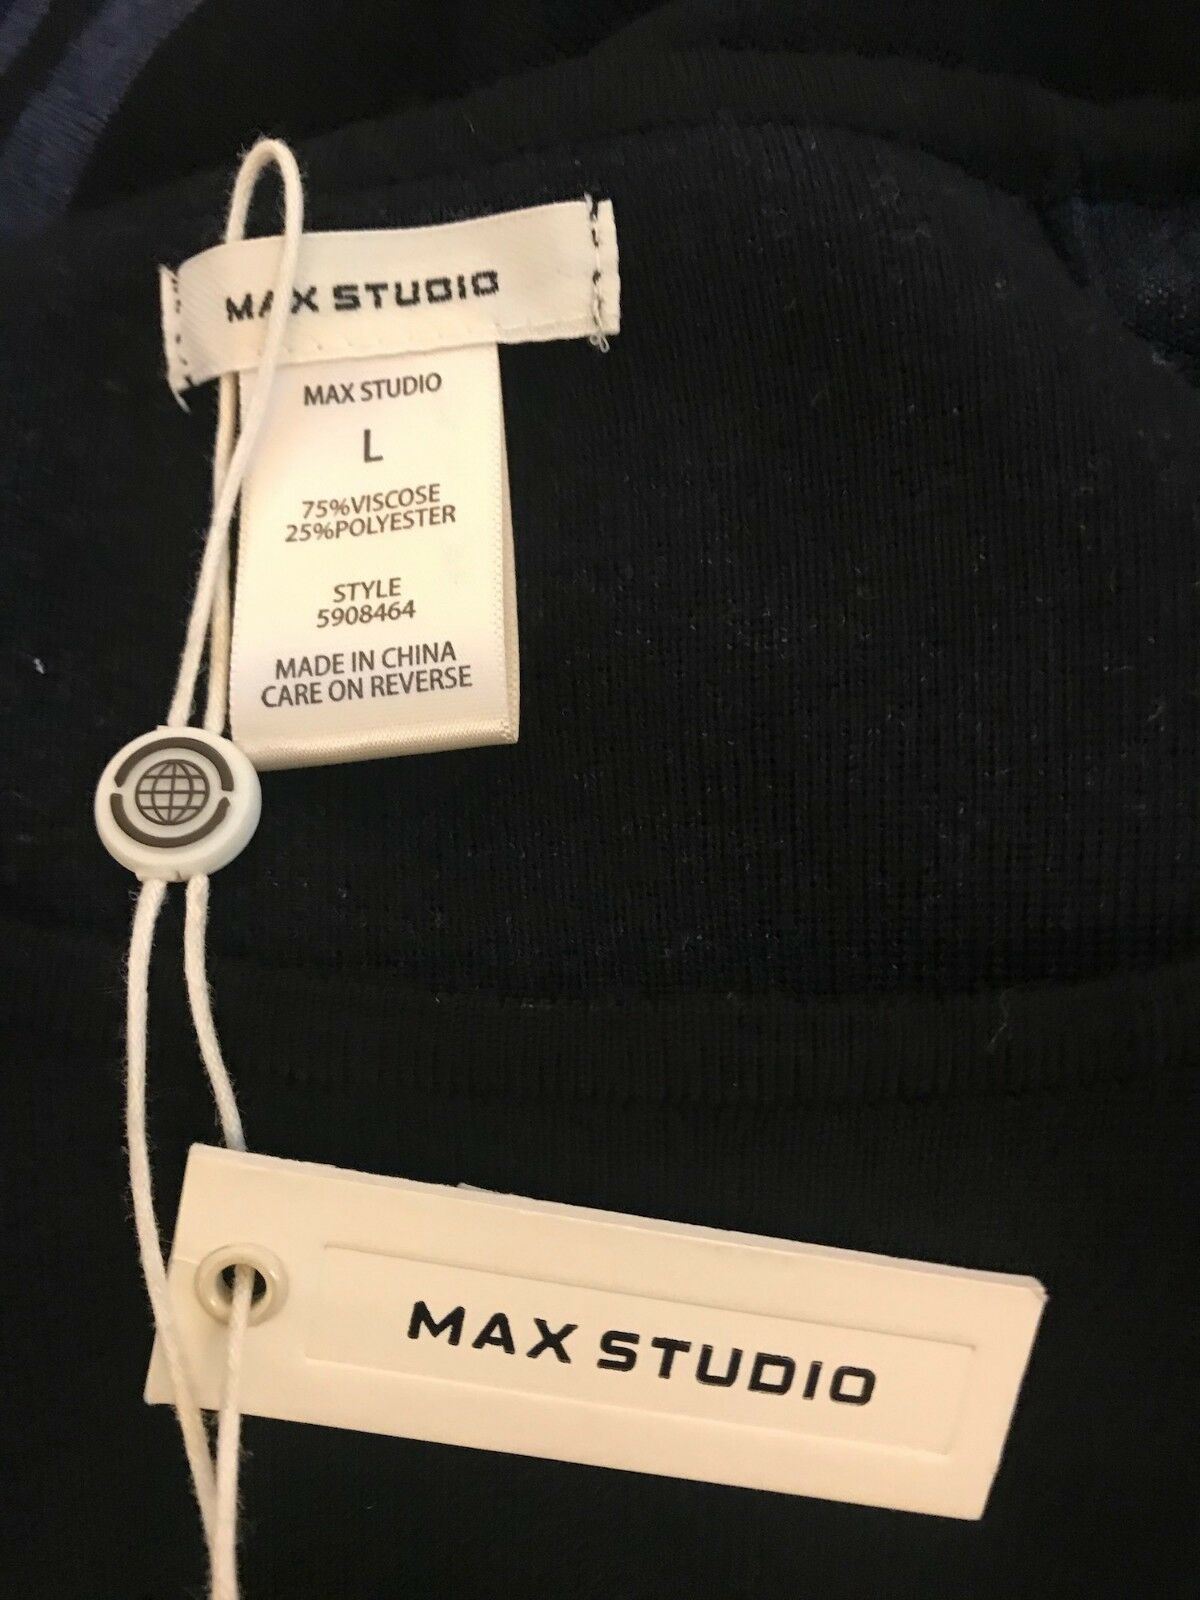 MAX STUDIO
MAX STUDIO
L
75%VISCOSE
25%POLYESTER
STYLE
5908464
MADE IN CHINA
CARE ON REVERSE
MAX STUDIO